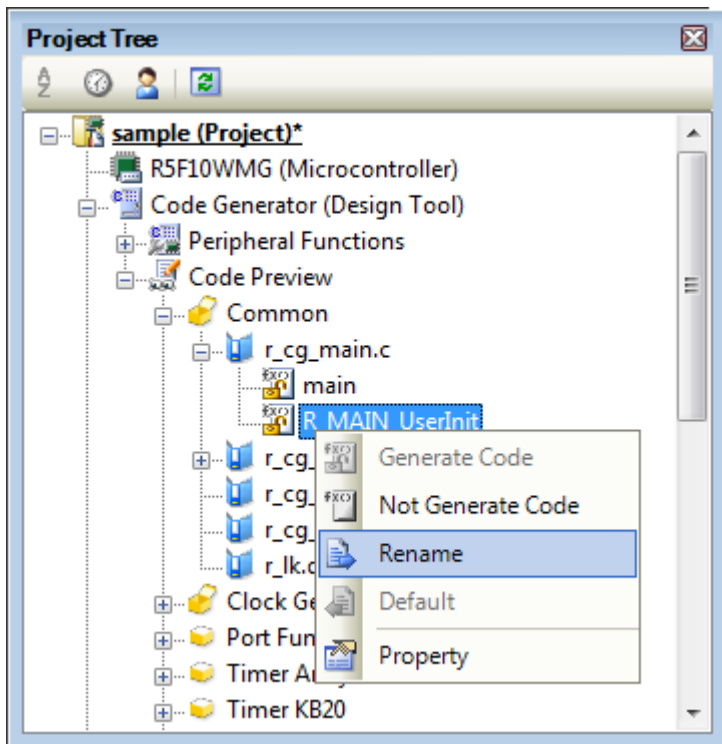 Project Tree
sample (Project)*
R5F10WMG (Microcontroller)
Code Generator (Design Tool)
Peripheral Functions
Code Preview
Common
r_cg_main.c
main
R_MAIN_UserInit
r_cg_
Generate Code
r_cg_
Not Generate Code
r_cg_
Rename
r_lk.
Clock Ge
Default
Port Fun
Property
Timer
Timer KB20